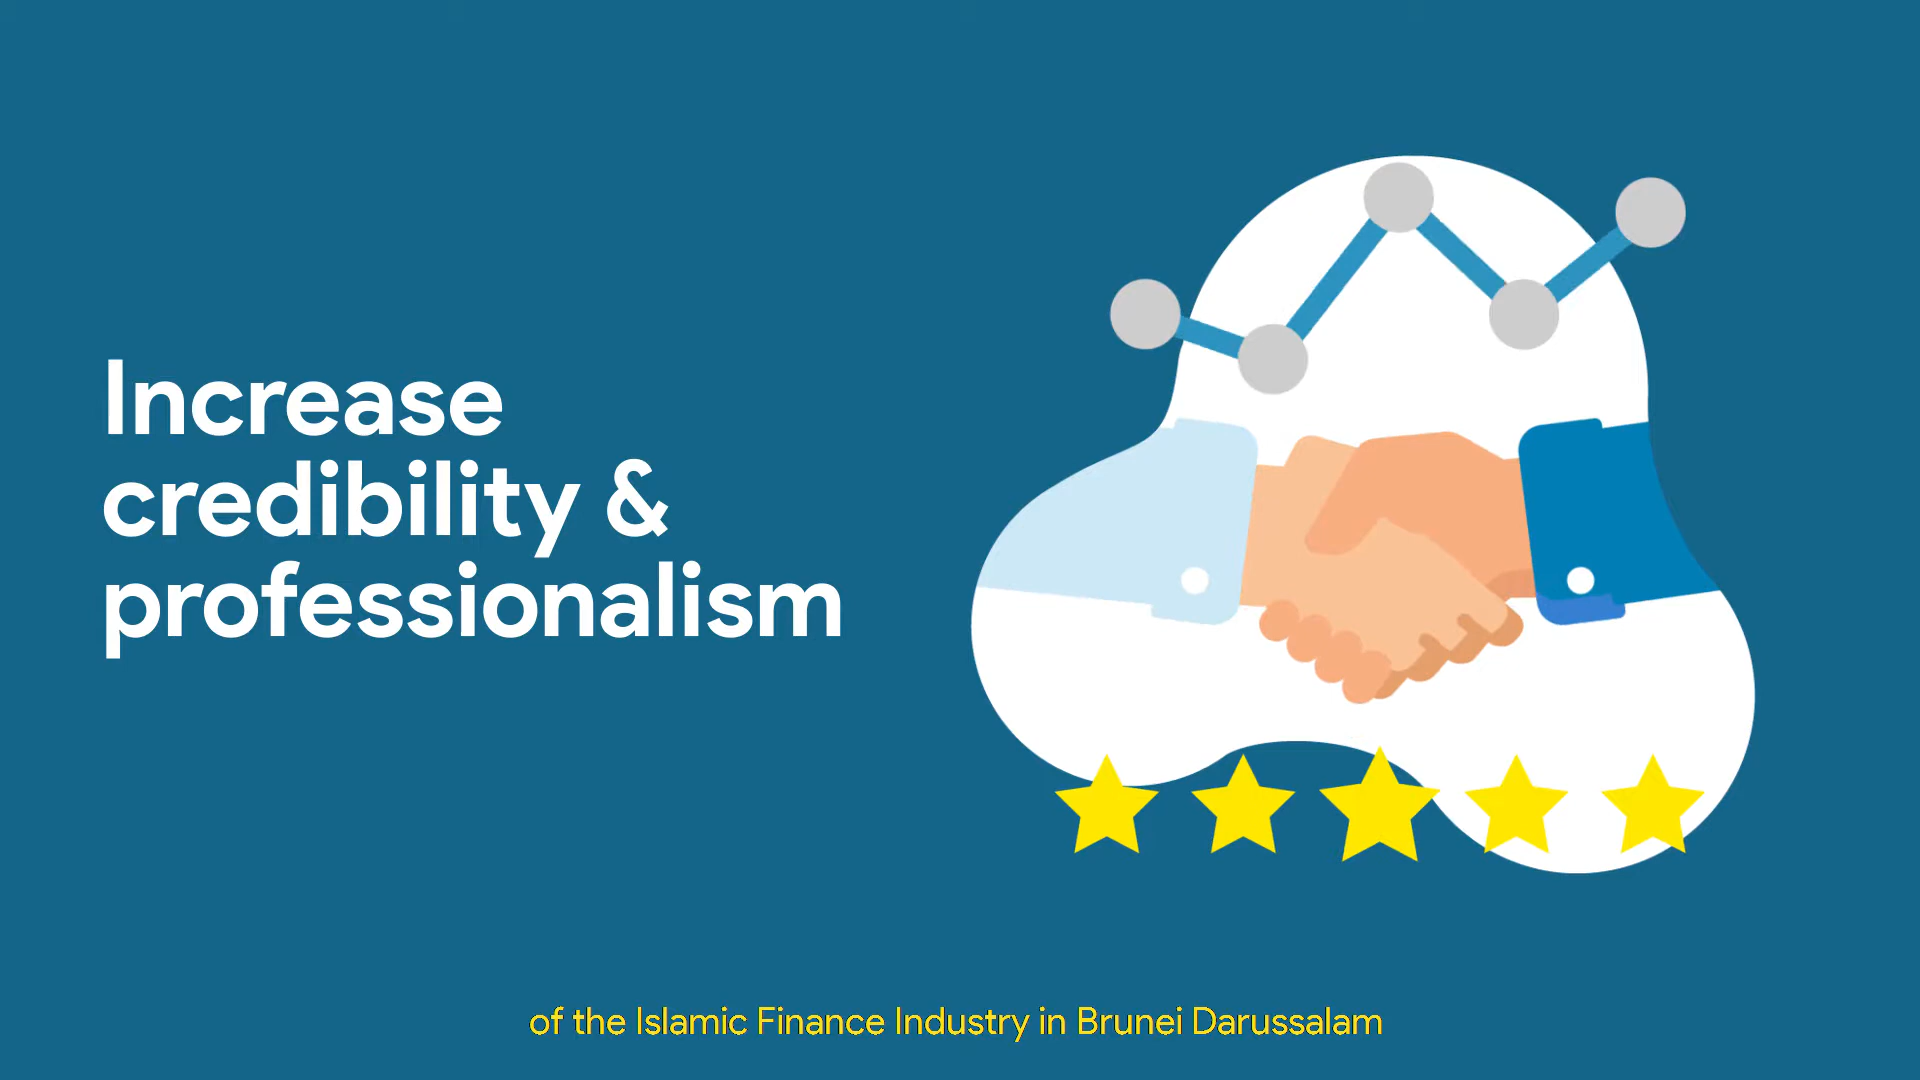 Increase
credibility &
professionalism
of the Islamic Finance Industry in Brunei Darussalam